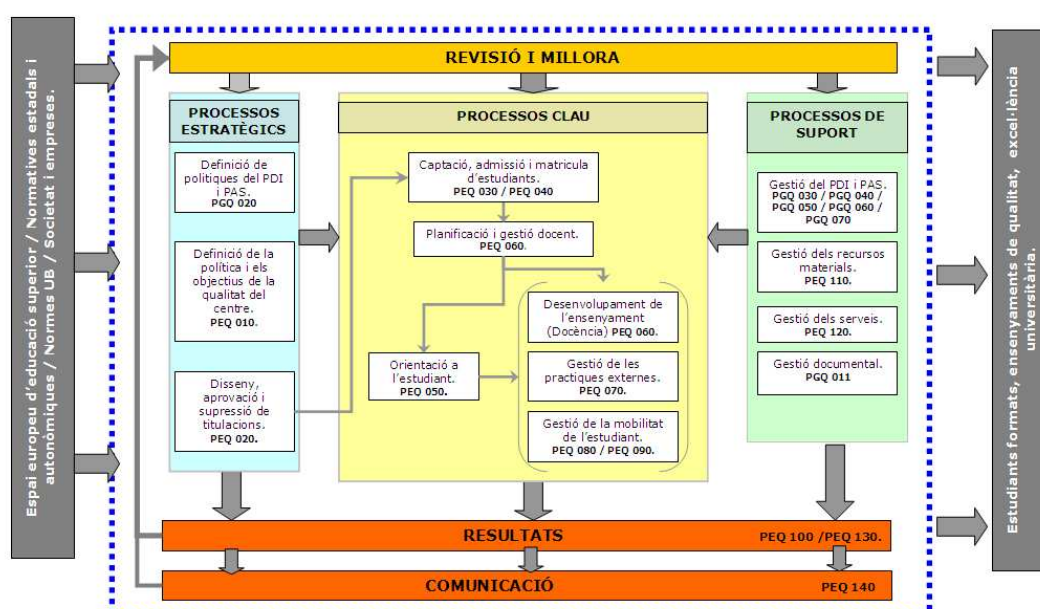 Espai europeu d'educació superior / Normatives estadals i
autonòmiques / Normes UB / Societat i empreses.
REVISIÓ I MILLORA
PROCESSOS
ESTRATÈGICS
Definició de
politiques del PDI
i PAS.
PGQ 020
Definició de la
política i els
objectius de la
qualitat del
centre.
PEQ 010.
Disseny,
aprovació i
supressió de
titulacions.
PEQ 020.
PROCESSOS CLAU
Captació, admissió i matricula
d'estudiants.
PEQ 030 / PEQ 040
Planificació i gestió docent.
PEQ 060.
Orientació a
l'estudiant.
PEQ 050.
Desenvolupament de
l'ensenyament
(Docència) PEQ 060.
Gestió de les
practiques externes.
PEQ 070.
Gestió de la mobilitat
de l'estudiant.
PEQ 080 / PEQ 090.
PROCESSOS DE
SUPORT
Gestió del PDI i PAS.
PGQ 030 / PGQ 040 /
PGQ 050 / PGQ 060 /
PGQ 070
Gestió dels recursos
materials.
PEQ 110.
Gestió dels serveis.
PEQ 120.
Gestió documental.
PGQ 011
RESULTATS
PEQ 100 /PEQ 130.
COMUNICACIÓ
PEQ 140
Estudiants formats, ensenyaments de qualitat, excel·lència
universitària.